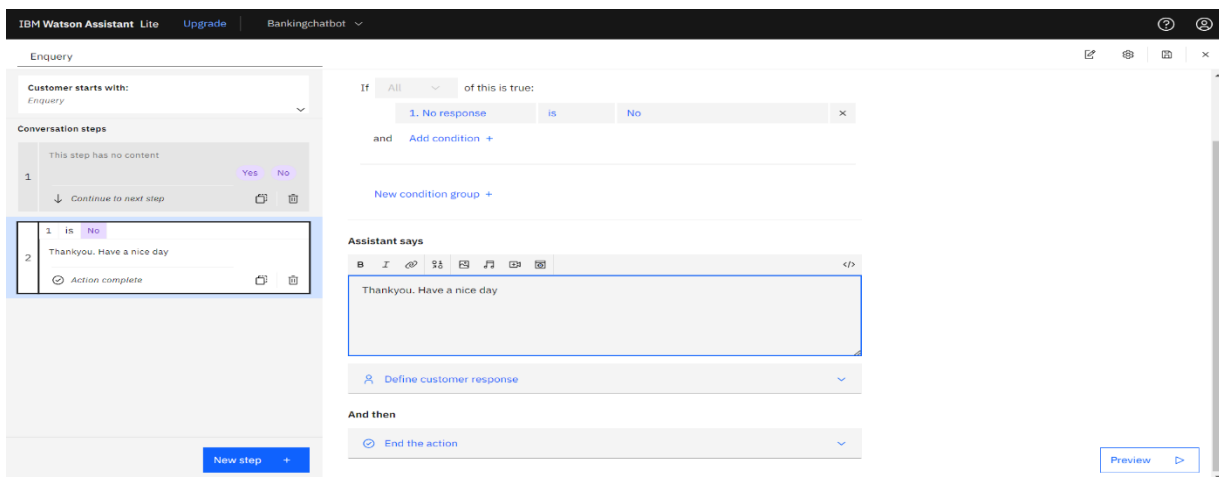 IBM Watson Assistant Lite Upgrade Bankingchatbot
Enquery
Customer starts with:
Enquery
Conversation steps
1
This step has no content
Yes No
Continue to next step
2
1 is No
Thankyou. Have a nice day
Action complete
New step +
If All of this is true:
1. No response is No
and Add condition +
New condition group +
Assistant says
B I </>
Thankyou. Have a nice day
Define customer response
And then
End the action
Preview